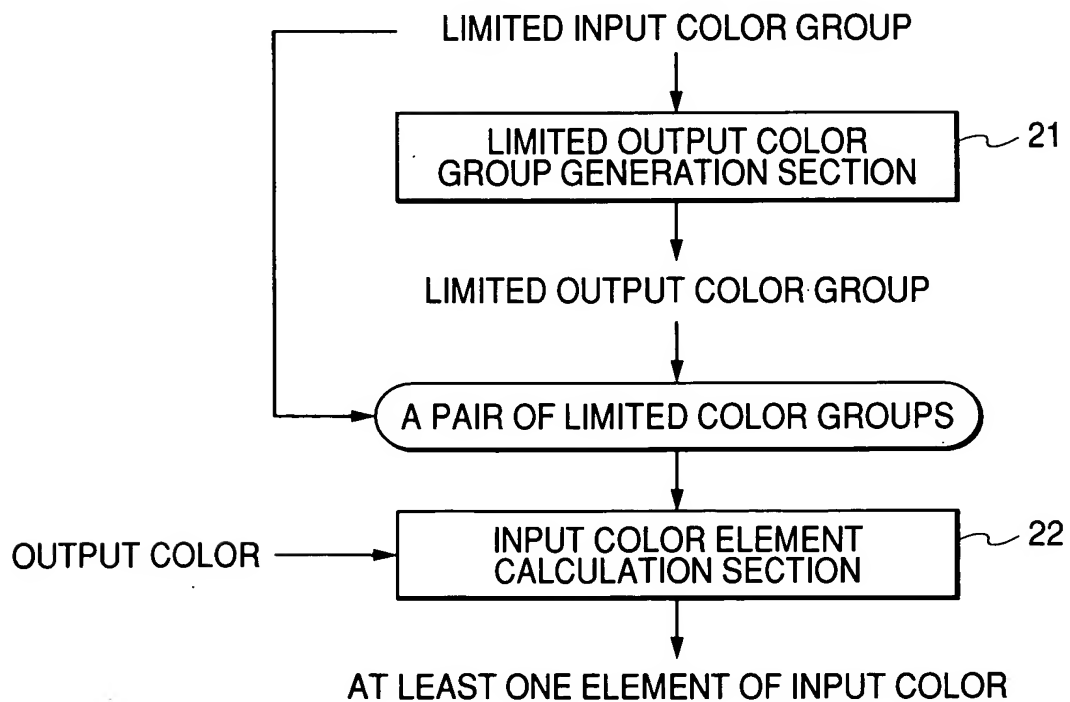 LIMITED INPUT COLOR GROUP
LIMITED OUTPUT COLOR
GROUP GENERATION SECTION
21
LIMITED OUTPUT COLOR GROUP
A PAIR OF LIMITED COLOR GROUPS
OUTPUT COLOR
INPUT COLOR ELEMENT
CALCULATION SECTION
22
AT LEAST ONE ELEMENT OF INPUT COLOR